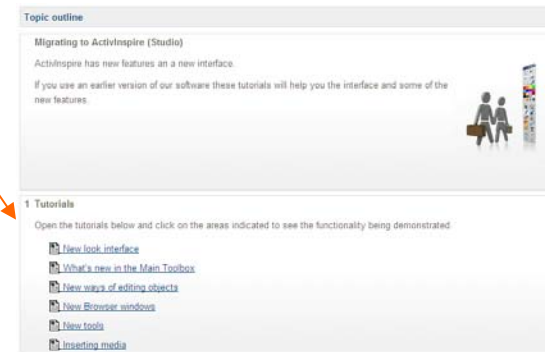 Topic outline
Migrating to ActivInspire (Studio)
ActivInspire has new features an a new interface.
If you use an earlier version of our software these tutorials will help you the interface and some of the
new features.
1 Tutorials
Open the tutorials below and click on the areas indicated to see the functionality being demonstrated
New look interface
What's new in the Main Toolbox
New ways of editing objects
New Browser windows
New tools
Inserting media